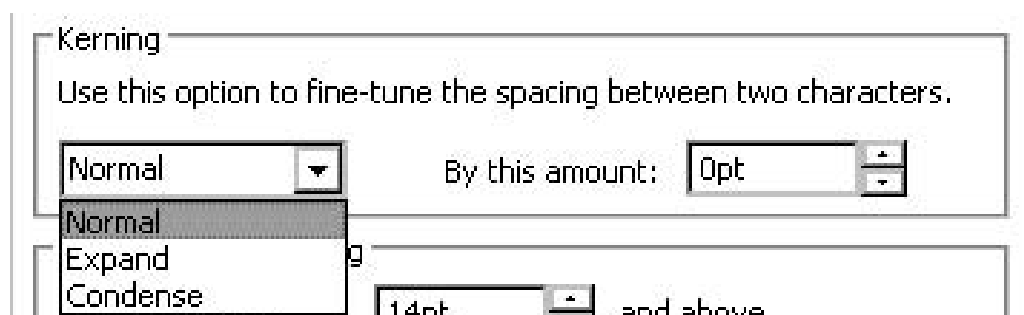 Kerning
Use this option to fine-tune the spacing between two characters.
Normal By this amount: 0pt
Normal
Expand
Condense
14pt and above